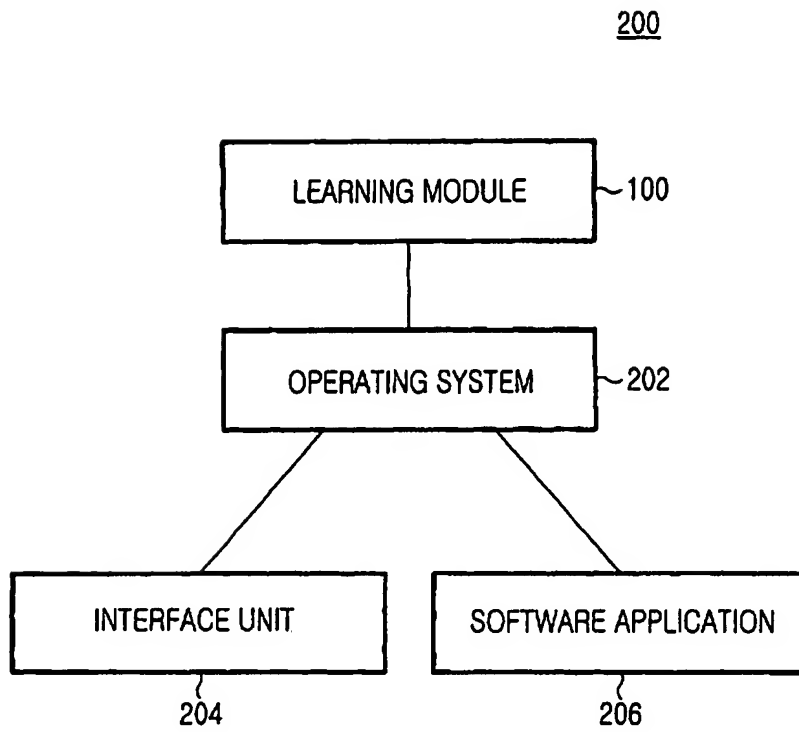 200
LEARNING MODULE
100
OPERATING SYSTEM
202
INTERFACE UNIT
SOFTWARE APPLICATION
204
206